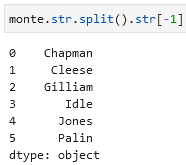 monte.str.split().str[-1]
0    Chapman
1     Cleese
2    Gilliam
3       Idle
4      Jones
5      Palin
dtype: object